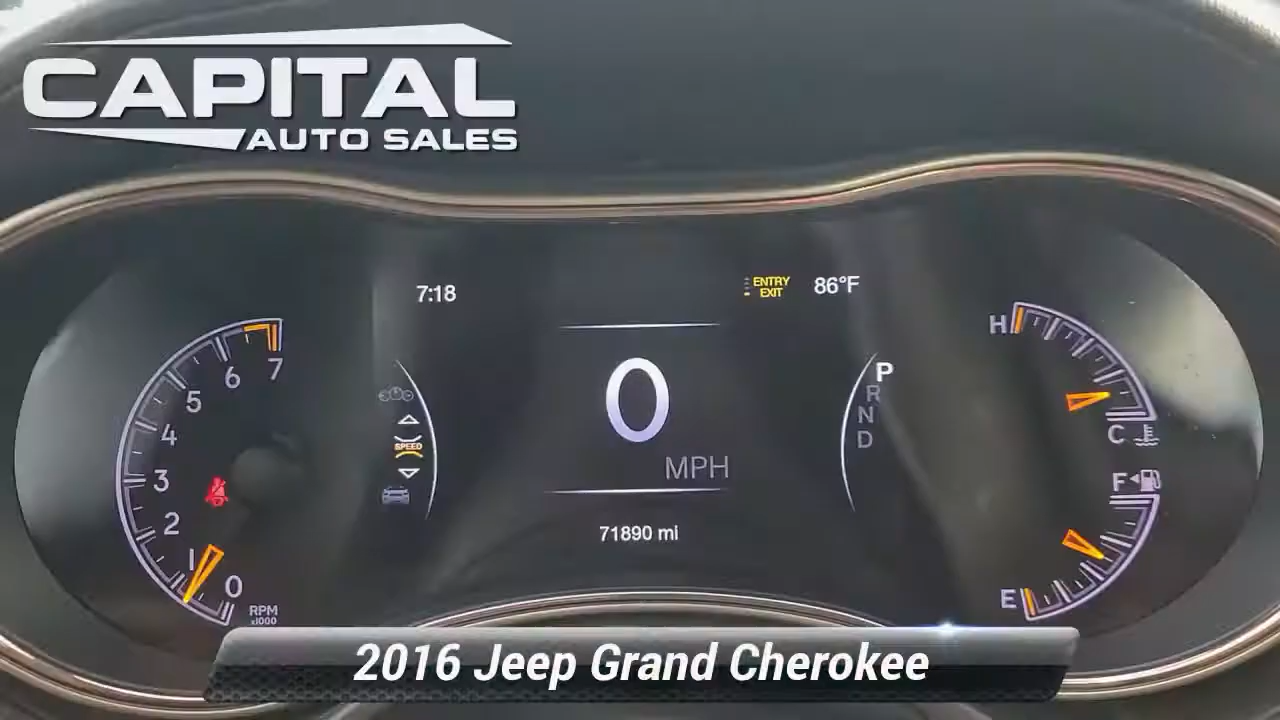 CAPITAL
AUTO SALES
7:18
ENTRY
EXIT
86°F
7
6
5
4
3
2
1
0
RPM
x1000
SPEED
0
MPH
71890 mi
P
R
N
D
H
C
F
E
2016 Jeep Grand Cherokee